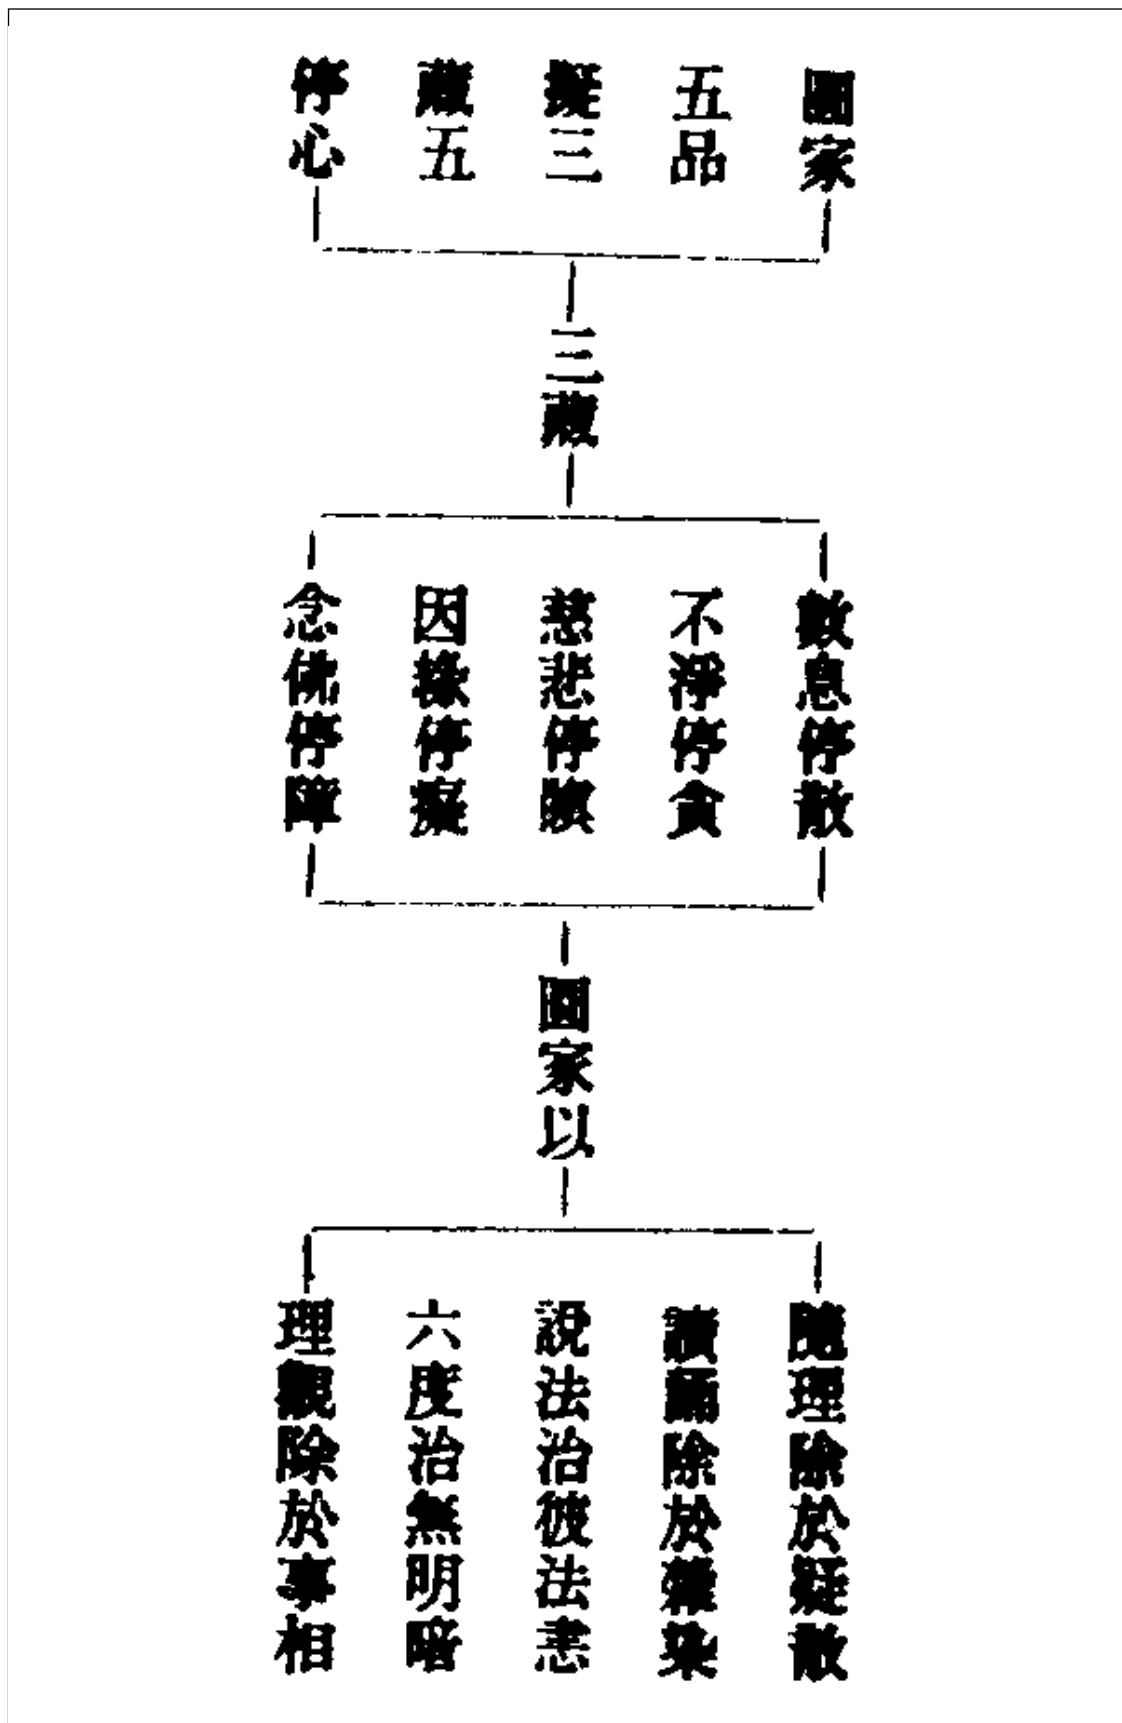 圓家
五品
擬三
藏五
停心
三藏
數息停散
不淨停貪
慈悲停瞋
因緣停癡
念佛停障
圓家以
隨理除於疑散
讀誦除於雜染
說法治彼法恚
六度治無明暗
理觀除於事相